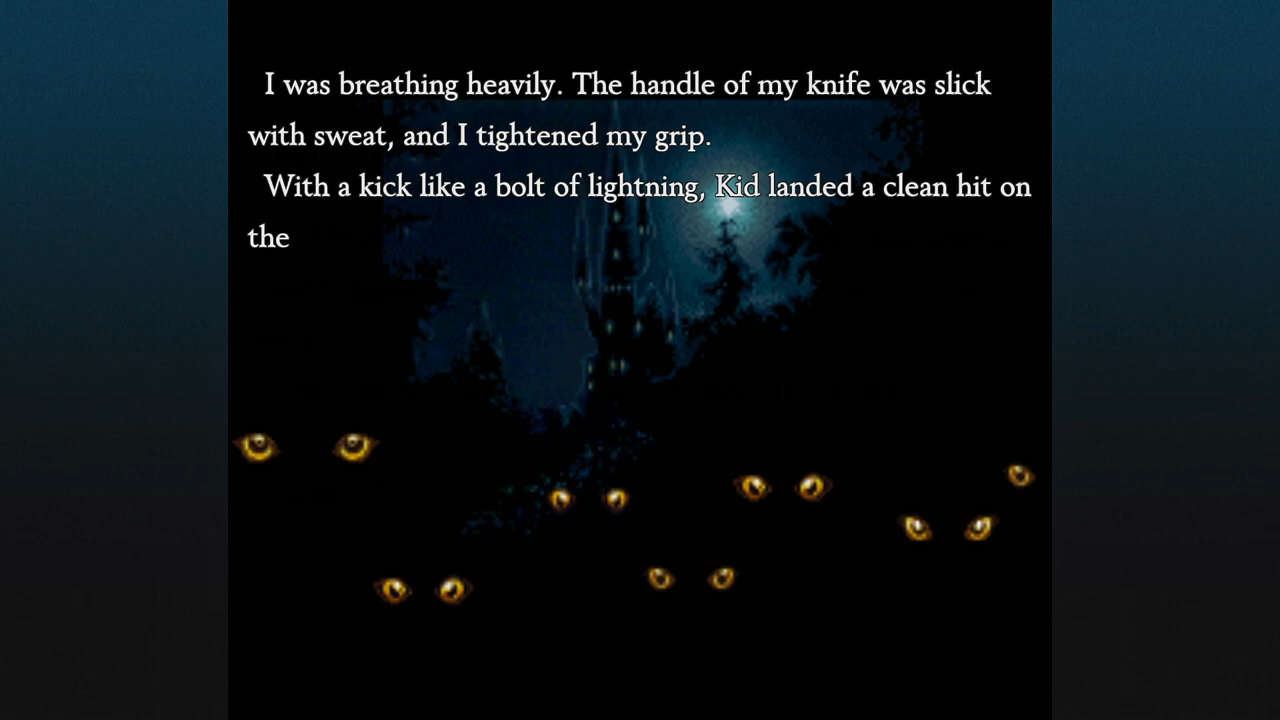 I was breathing heavily. The handle of my knife was slick
with sweat, and I tightened my grip.
With a kick like a bolt of lightning, Kid landed a clean hit on
the